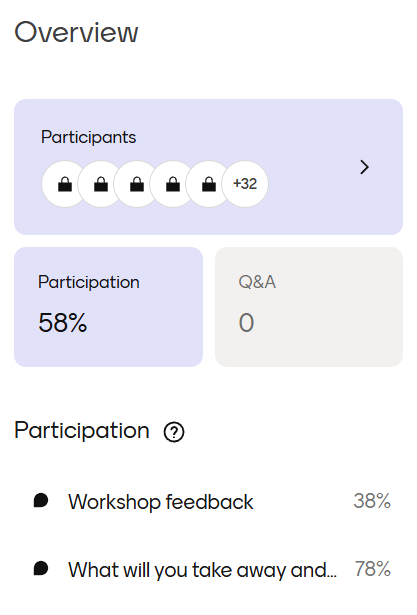 Overview
Participants
+32
Participation
58%
Q&A
0
Participation
Workshop feedback 38%
What will you take away and... 78%